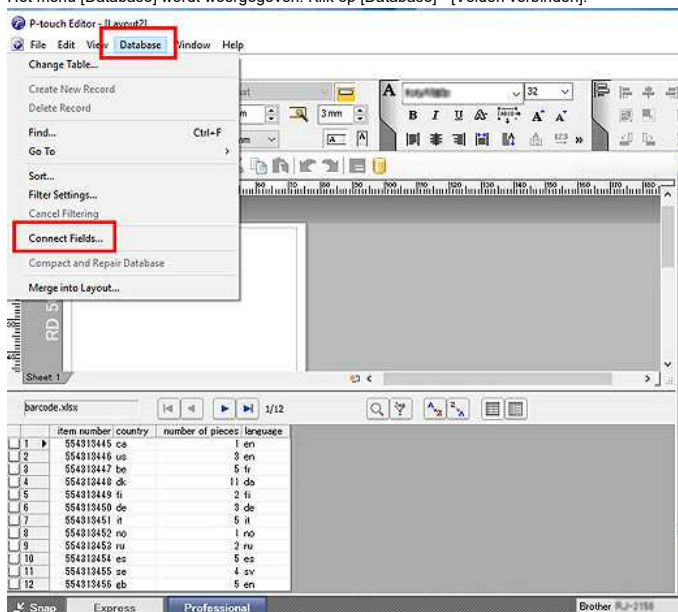 Het menu [Database] wordt weergegeven. Klik op [Database] - [Velden verbinden].
P-touch Editor - [Layout2]
File Edit View Database Window Help
Change Table...
Create New Record
Delete Record
Find... Ctrl+F
Go To
Sort...
Filter Settings...
Cancel Filtering
Connect Fields...
Compact and Repair Database
Merge into Layout...
3 mm
32
B I U
Sheet 1
barcode.xlsx 1/12
item number country number of pieces language
1 554313445 ca 1 en
2 554313446 us 3 en
3 554313447 be 5 fr
4 554313448 dk 11 da
5 554313449 fi 2 fi
6 554313450 de 3 de
7 554313451 it 5 it
8 554313452 no 1 no
9 554313453 ru 2 ru
10 554313454 es 5 es
11 554313455 se 4 sv
12 554313456 gb 5 en
Snap Express Professional Brother